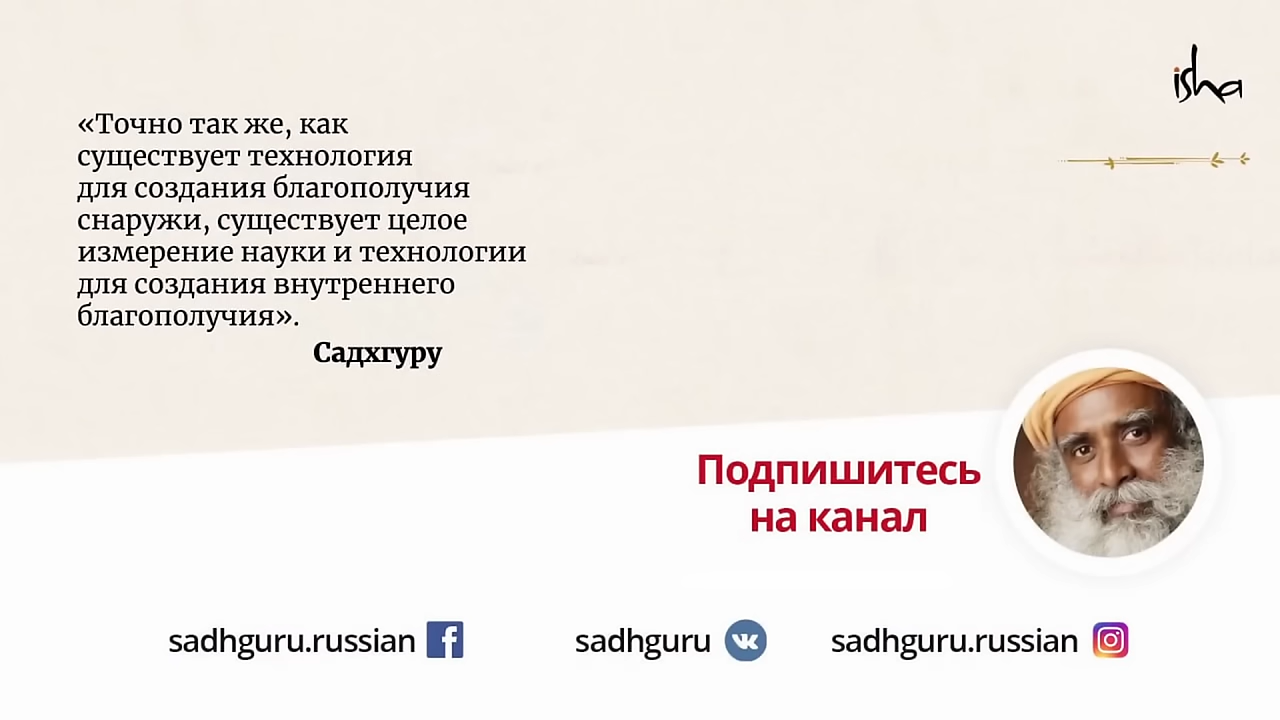 isha
«Точно так же, как
существует технология
для создания благополучия
снаружи, существует целое
измерение науки и технологии
для создания внутреннего
благополучия».
Садхгуру
Подпишитесь
на канал
sadhguru.russian
sadhguru
sadhguru.russian